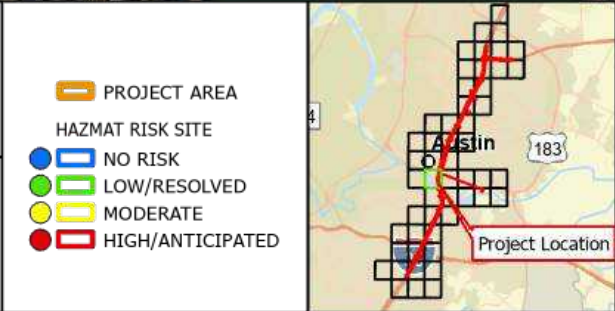 PROJECT AREA
HAZMAT RISK SITE
NO RISK
LOW/RESOLVED
MODERATE
HIGH/ANTICIPATED
4
Austin
183
Project Location